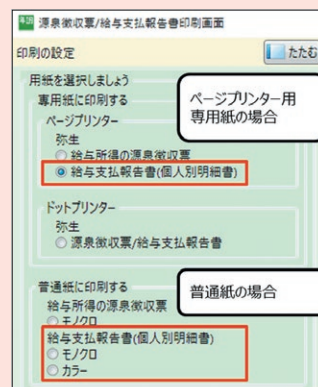 源泉徴収票/給与支払報告書印刷画面
印刷の設定
たたむ
用紙を選択しましょう
専用紙に印刷する
ページプリンター
弥生
給与所得の源泉徴収票
給与支払報告書(個人別明細書)
ページプリンター用
専用紙の場合
ドットプリンター
弥生
源泉徴収票/給与支払報告書
普通紙に印刷する
給与所得の源泉徴収票
モノクロ
給与支払報告書(個人別明細書)
モノクロ
カラー
普通紙の場合